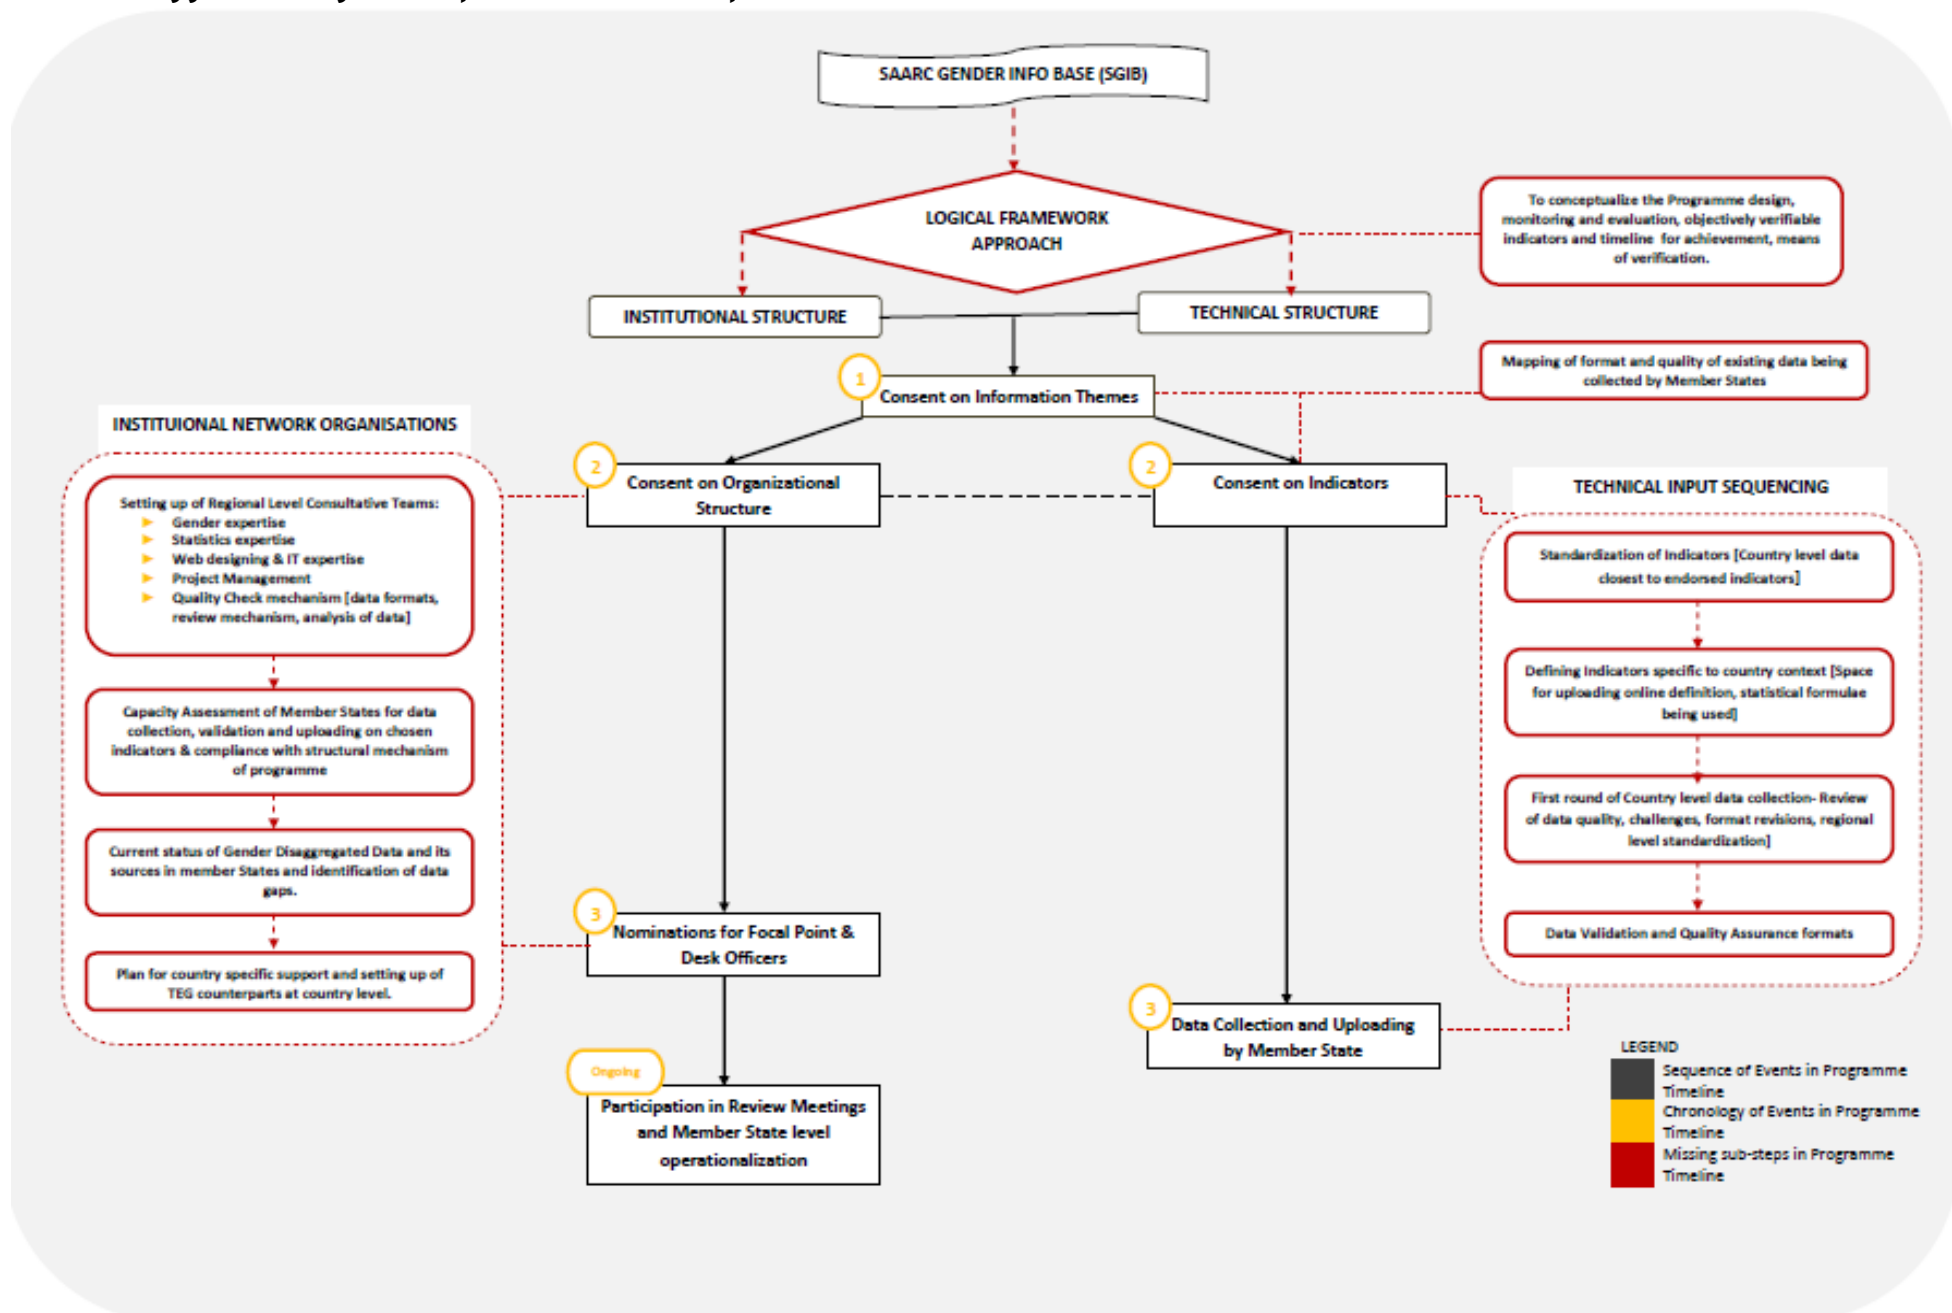 SAARC GENDER INFO BASE (SGIB)
LOGICAL FRAMEWORK
APPROACH
To conceptualize the Programme design,
monitoring and evaluation, objectively verifiable
indicators and timeline for achievement, means
of verification.
INSTITUTIONAL STRUCTURE
TECHNICAL STRUCTURE
Mapping of format and quality of existing data being
collected by Member States
1
Consent on Information Themes
INSTITUIONAL NETWORK ORGANISATIONS
Setting up of Regional Level Consultative Teams:
Gender expertise
Statistics expertise
Web designing & IT expertise
Project Management
Quality Check mechanism [data formats,
review mechanism, analysis of data]
Capacity Assessment of Member States for data
collection, validation and uploading on chosen
indicators & compliance with structural mechanism
of programme
Current status of Gender Disaggregated Data and its
sources in member States and identification of data
gaps.
Plan for country specific support and setting up of
TEG counterparts at country level.
2
Consent on Organizational
Structure
2
Consent on Indicators
TECHNICAL INPUT SEQUENCING
Standardization of Indicators [Country level data
closest to endorsed indicators]
Defining Indicators specific to country context [Space
for uploading online definition, statistical formulae
being used]
First round of Country level data collection- Review
of data quality, challenges, format revisions, regional
level standardization]
Data Validation and Quality Assurance formats
3
Nominations for Focal Point &
Desk Officers
3
Data Collection and Uploading
by Member State
Ongoing
Participation in Review Meetings
and Member State level
operationalization
LEGEND
Sequence of Events in Programme
Timeline
Chronology of Events in Programme
Timeline
Missing sub-steps in Programme
Timeline